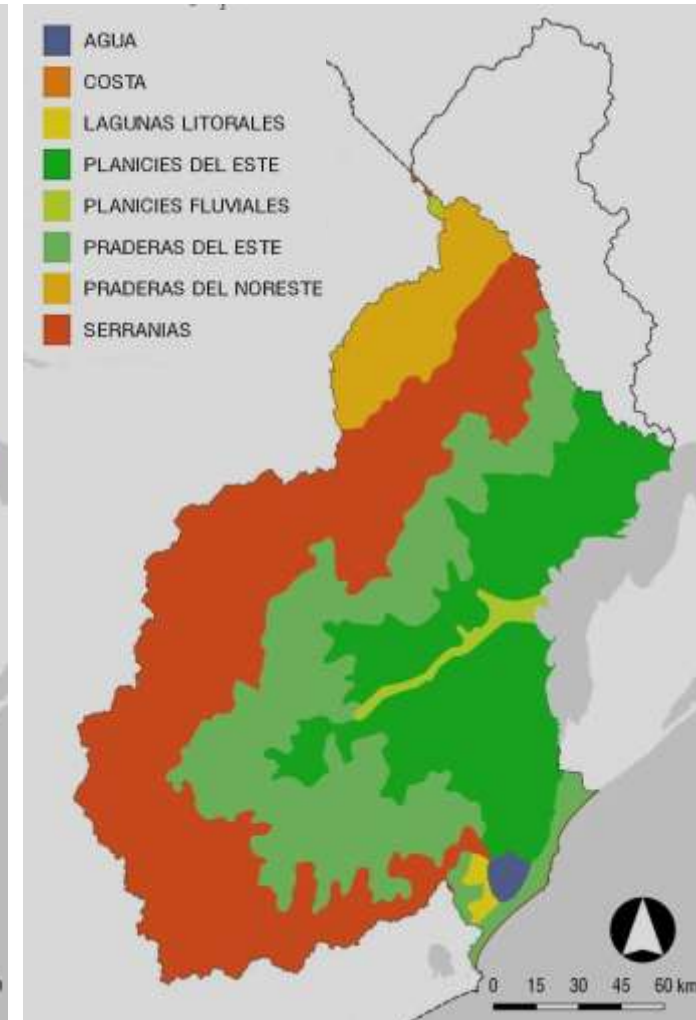 AGUA
COSTA
LAGUNAS LITORALES
PLANICIES DEL ESTE
PLANICIES FLUVIALES
PRADERAS DEL ESTE
PRADERAS DEL NORESTE
SERRANIAS
0 15 30 45 60 km